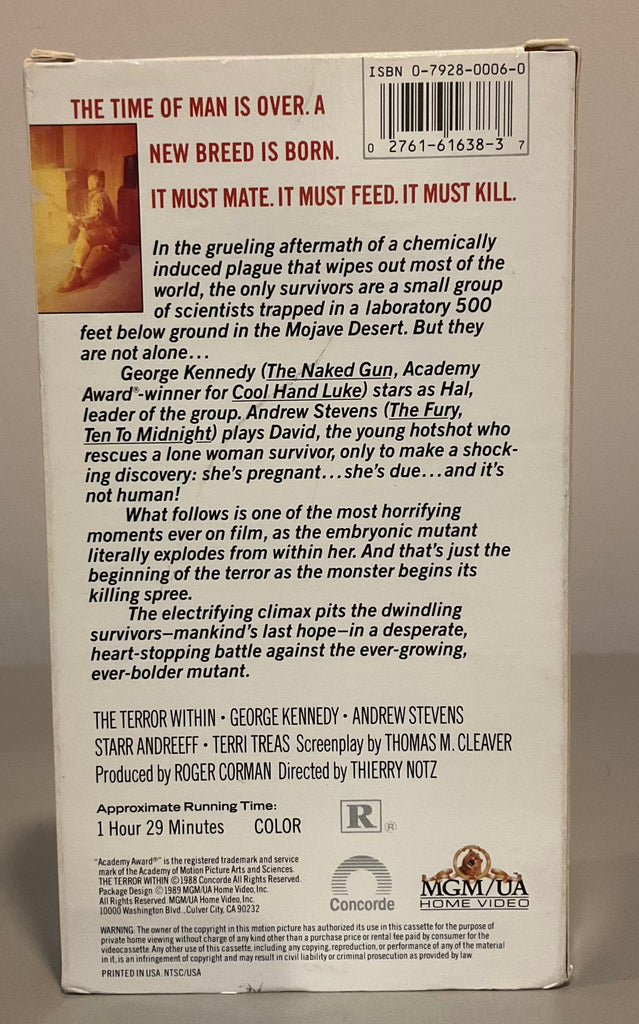 ISBN 0-7928-0006-0
0 2761-61638-3 7
THE TIME OF MAN IS OVER. A
NEW BREED IS BORN.
IT MUST MATE. IT MUST FEED. IT MUST KILL.
In the grueling aftermath of a chemically
induced plague that wipes out most of the
world, the only survivors are a small group
of scientists trapped in a laboratory 500
feet below ground in the Mojave Desert. But they
are not alone...
George Kennedy (The Naked Gun, Academy
Award®-winner for Cool Hand Luke) stars as Hal,
leader of the group. Andrew Stevens (The Fury,
Ten To Midnight) plays David, the young hotshot who
rescues a lone woman survivor, only to make a shock-
ing discovery: she's pregnant...she's due...and it's
not human!
What follows is one of the most horrifying
moments ever on film, as the embryonic mutant
literally explodes from within her. And that's just the
beginning of the terror as the monster begins its
killing spree.
The electrifying climax pits the dwindling
survivors—mankind's last hope—in a desperate,
heart-stopping battle against the ever-growing,
ever-bolder mutant.
THE TERROR WITHIN • GEORGE KENNEDY • ANDREW STEVENS
STARR ANDREEFF • TERRI TREAS Screenplay by THOMAS M. CLEAVER
Produced by ROGER CORMAN Directed by THIERRY NOTZ
Approximate Running Time:
1 Hour 29 Minutes COLOR
R ®
"Academy Award®" is the registered trademark and service
mark of the Academy of Motion Picture Arts and Sciences.
THE TERROR WITHIN ©1988 Concorde All Rights Reserved.
Package Design ©1989 MGM/UA Home Video, Inc.
All Rights Reserved. MGM/UA Home Video, Inc.
10000 Washington Blvd., Culver City, CA 90232
Concorde
MGM/UA
HOME VIDEO
WARNING: The owner of the copyright in this motion picture has authorized its use in this cassette for the purpose of
private home viewing without charge of any kind other than a purchase price or rental fee paid by consumer for the
videocassette. Any other use of this cassette, including any copying, reproduction, or performance of any of the material
in it, is an infringement of copyright and may result in civil liability or criminal prosecution as provided by law.
PRINTED IN USA. NTSC/USA